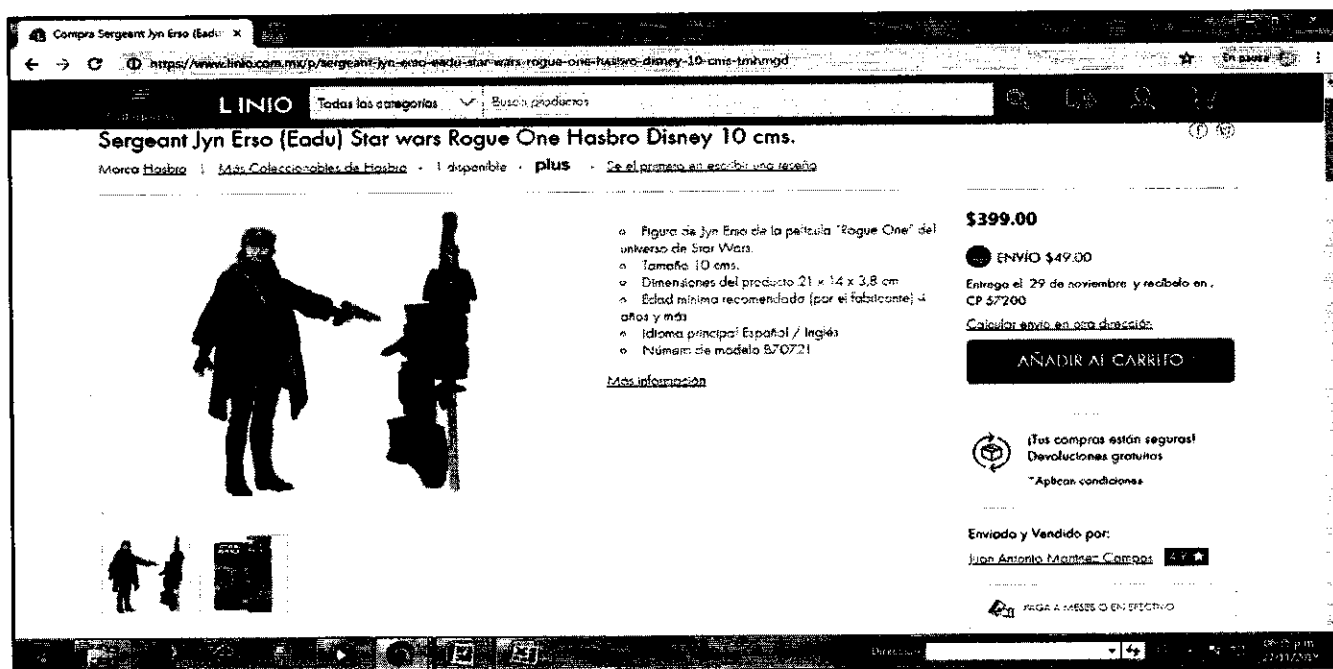 Compra Sergeant Jyn Erso (Eadu
https://www.linio.com.mx/p/sergeant-jyn-erso-eadu-star-wars-rogue-one-hasbro-disney-10-cms-tmhmgd
En pausa
LINIO Todas las categorías Busca productos
Sergeant Jyn Erso (Eadu) Star wars Rogue One Hasbro Disney 10 cms.
Marca Hasbro | Más Coleccionables de Hasbro • 1 disponible • plus • Se el primero en escribir una reseña
Figura de Jyn Erso de la película "Rogue One" del
universo de Star Wars.
Tamaño 10 cms.
Dimensiones del producto 21 x 14 x 3,8 cm
Edad mínima recomendada (por el fabricante) 4
años y más
Idioma principal Español / Inglés
Número de modelo B70721
Más información
$399.00
ENVÍO $49.00
Entrega el 29 de noviembre y recíbelo en ,
CP 57200
Calcular envío en otra dirección
AÑADIR AL CARRITO
¡Tus compras están seguras!
Devoluciones gratuitas
*Aplican condiciones
Enviado y Vendido por:
Juan Antonio Martinez Campos
PAGA A MESES O EN EFECTIVO
Dirección